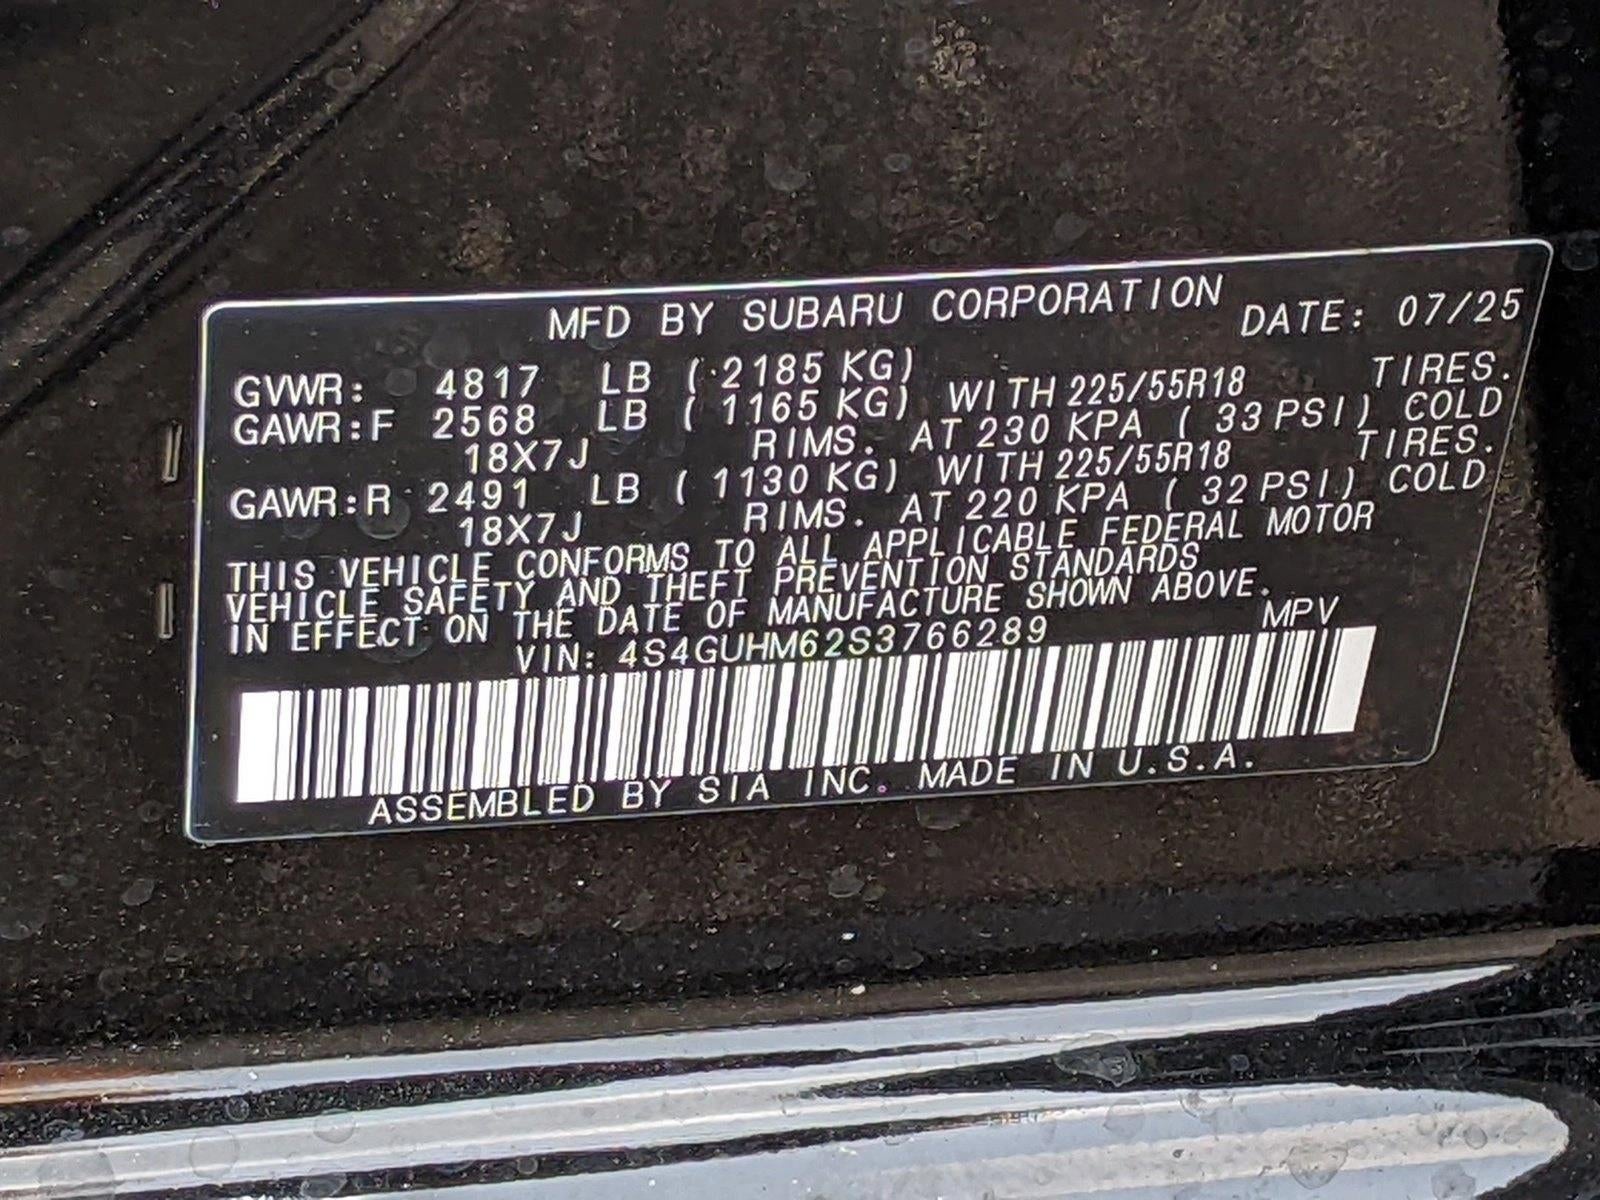 MFD BY SUBARU CORPORATION DATE: 07/25
GVWR: 4817 LB ( 2185 KG)
GAWR:F 2568 LB ( 1165 KG) WITH 225/55R18 TIRES.
18X7J RIMS. AT 230 KPA ( 33 PSI) COLD
GAWR:R 2491 LB ( 1130 KG) WITH 225/55R18 TIRES.
18X7J RIMS. AT 220 KPA ( 32 PSI) COLD
THIS VEHICLE CONFORMS TO ALL APPLICABLE FEDERAL MOTOR
VEHICLE SAFETY AND THEFT PREVENTION STANDARDS
IN EFFECT ON THE DATE OF MANUFACTURE SHOWN ABOVE.
VIN: 4S4GUHM62S3766289 MPV
ASSEMBLED BY SIA INC. MADE IN U.S.A.